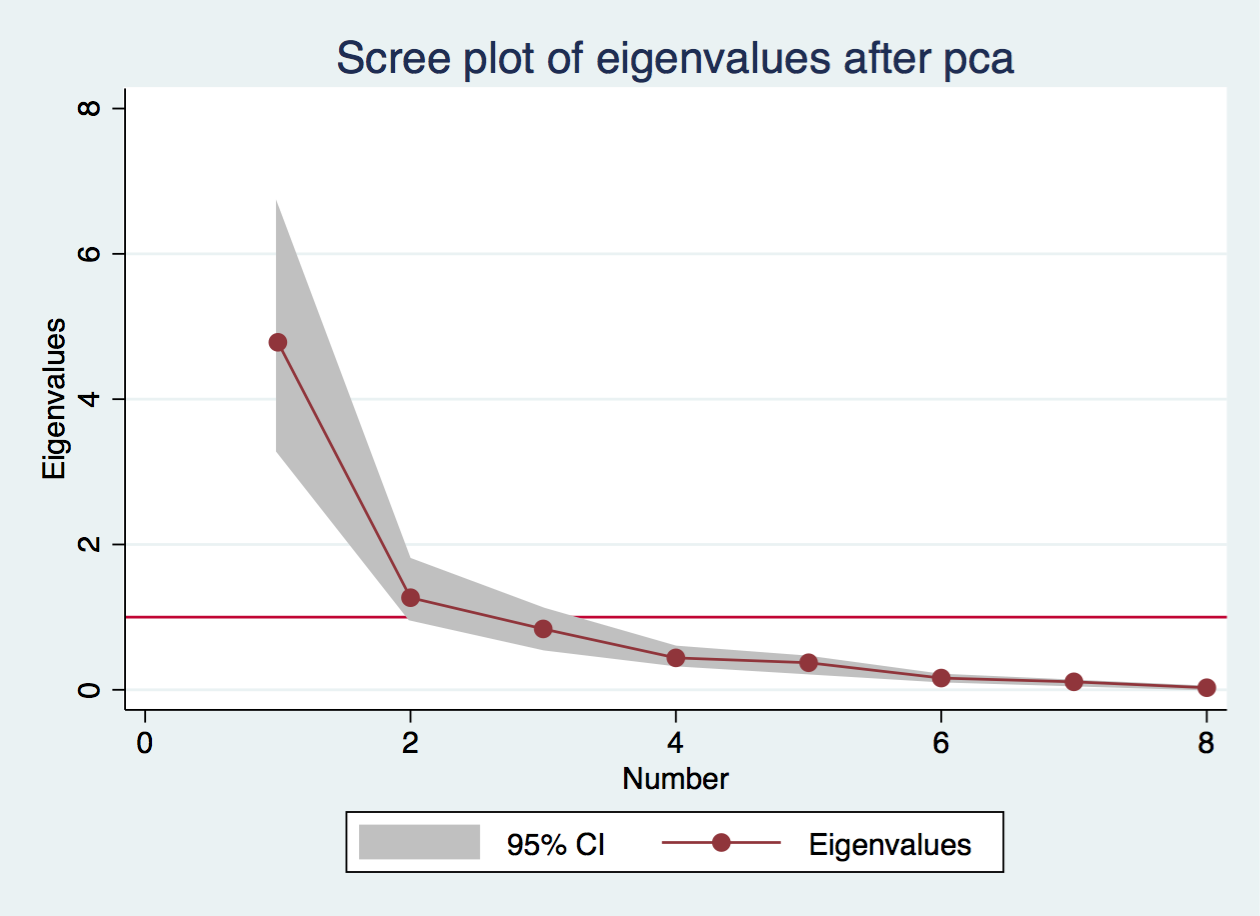 Scree plot of eigenvalues after pca
8
6
4
2
0
Eigenvalues
0 2 4 6 8
Number
95% CI Eigenvalues